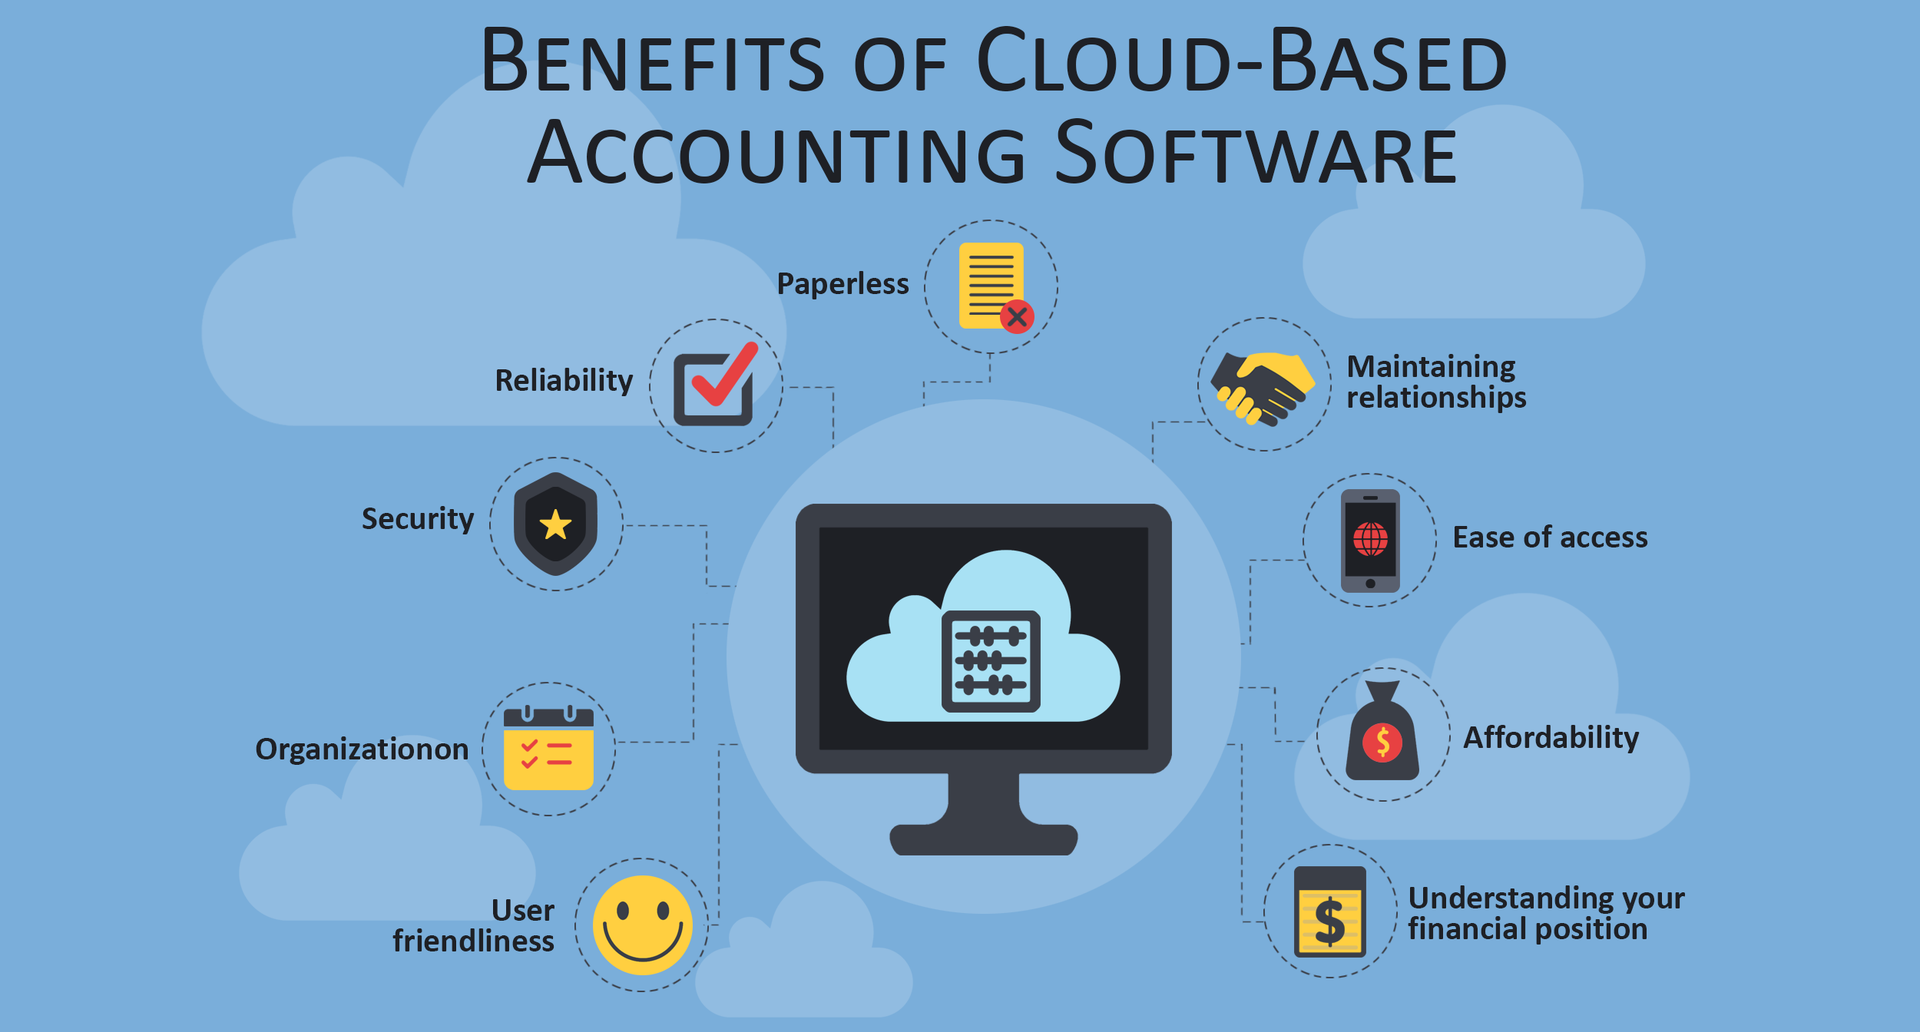 BENEFITS OF CLOUD-BASED
ACCOUNTING SOFTWARE
Paperless
Reliability
Maintaining
relationships
Security
Ease of access
Organizationon
Affordability
User
friendliness
Understanding your
financial position